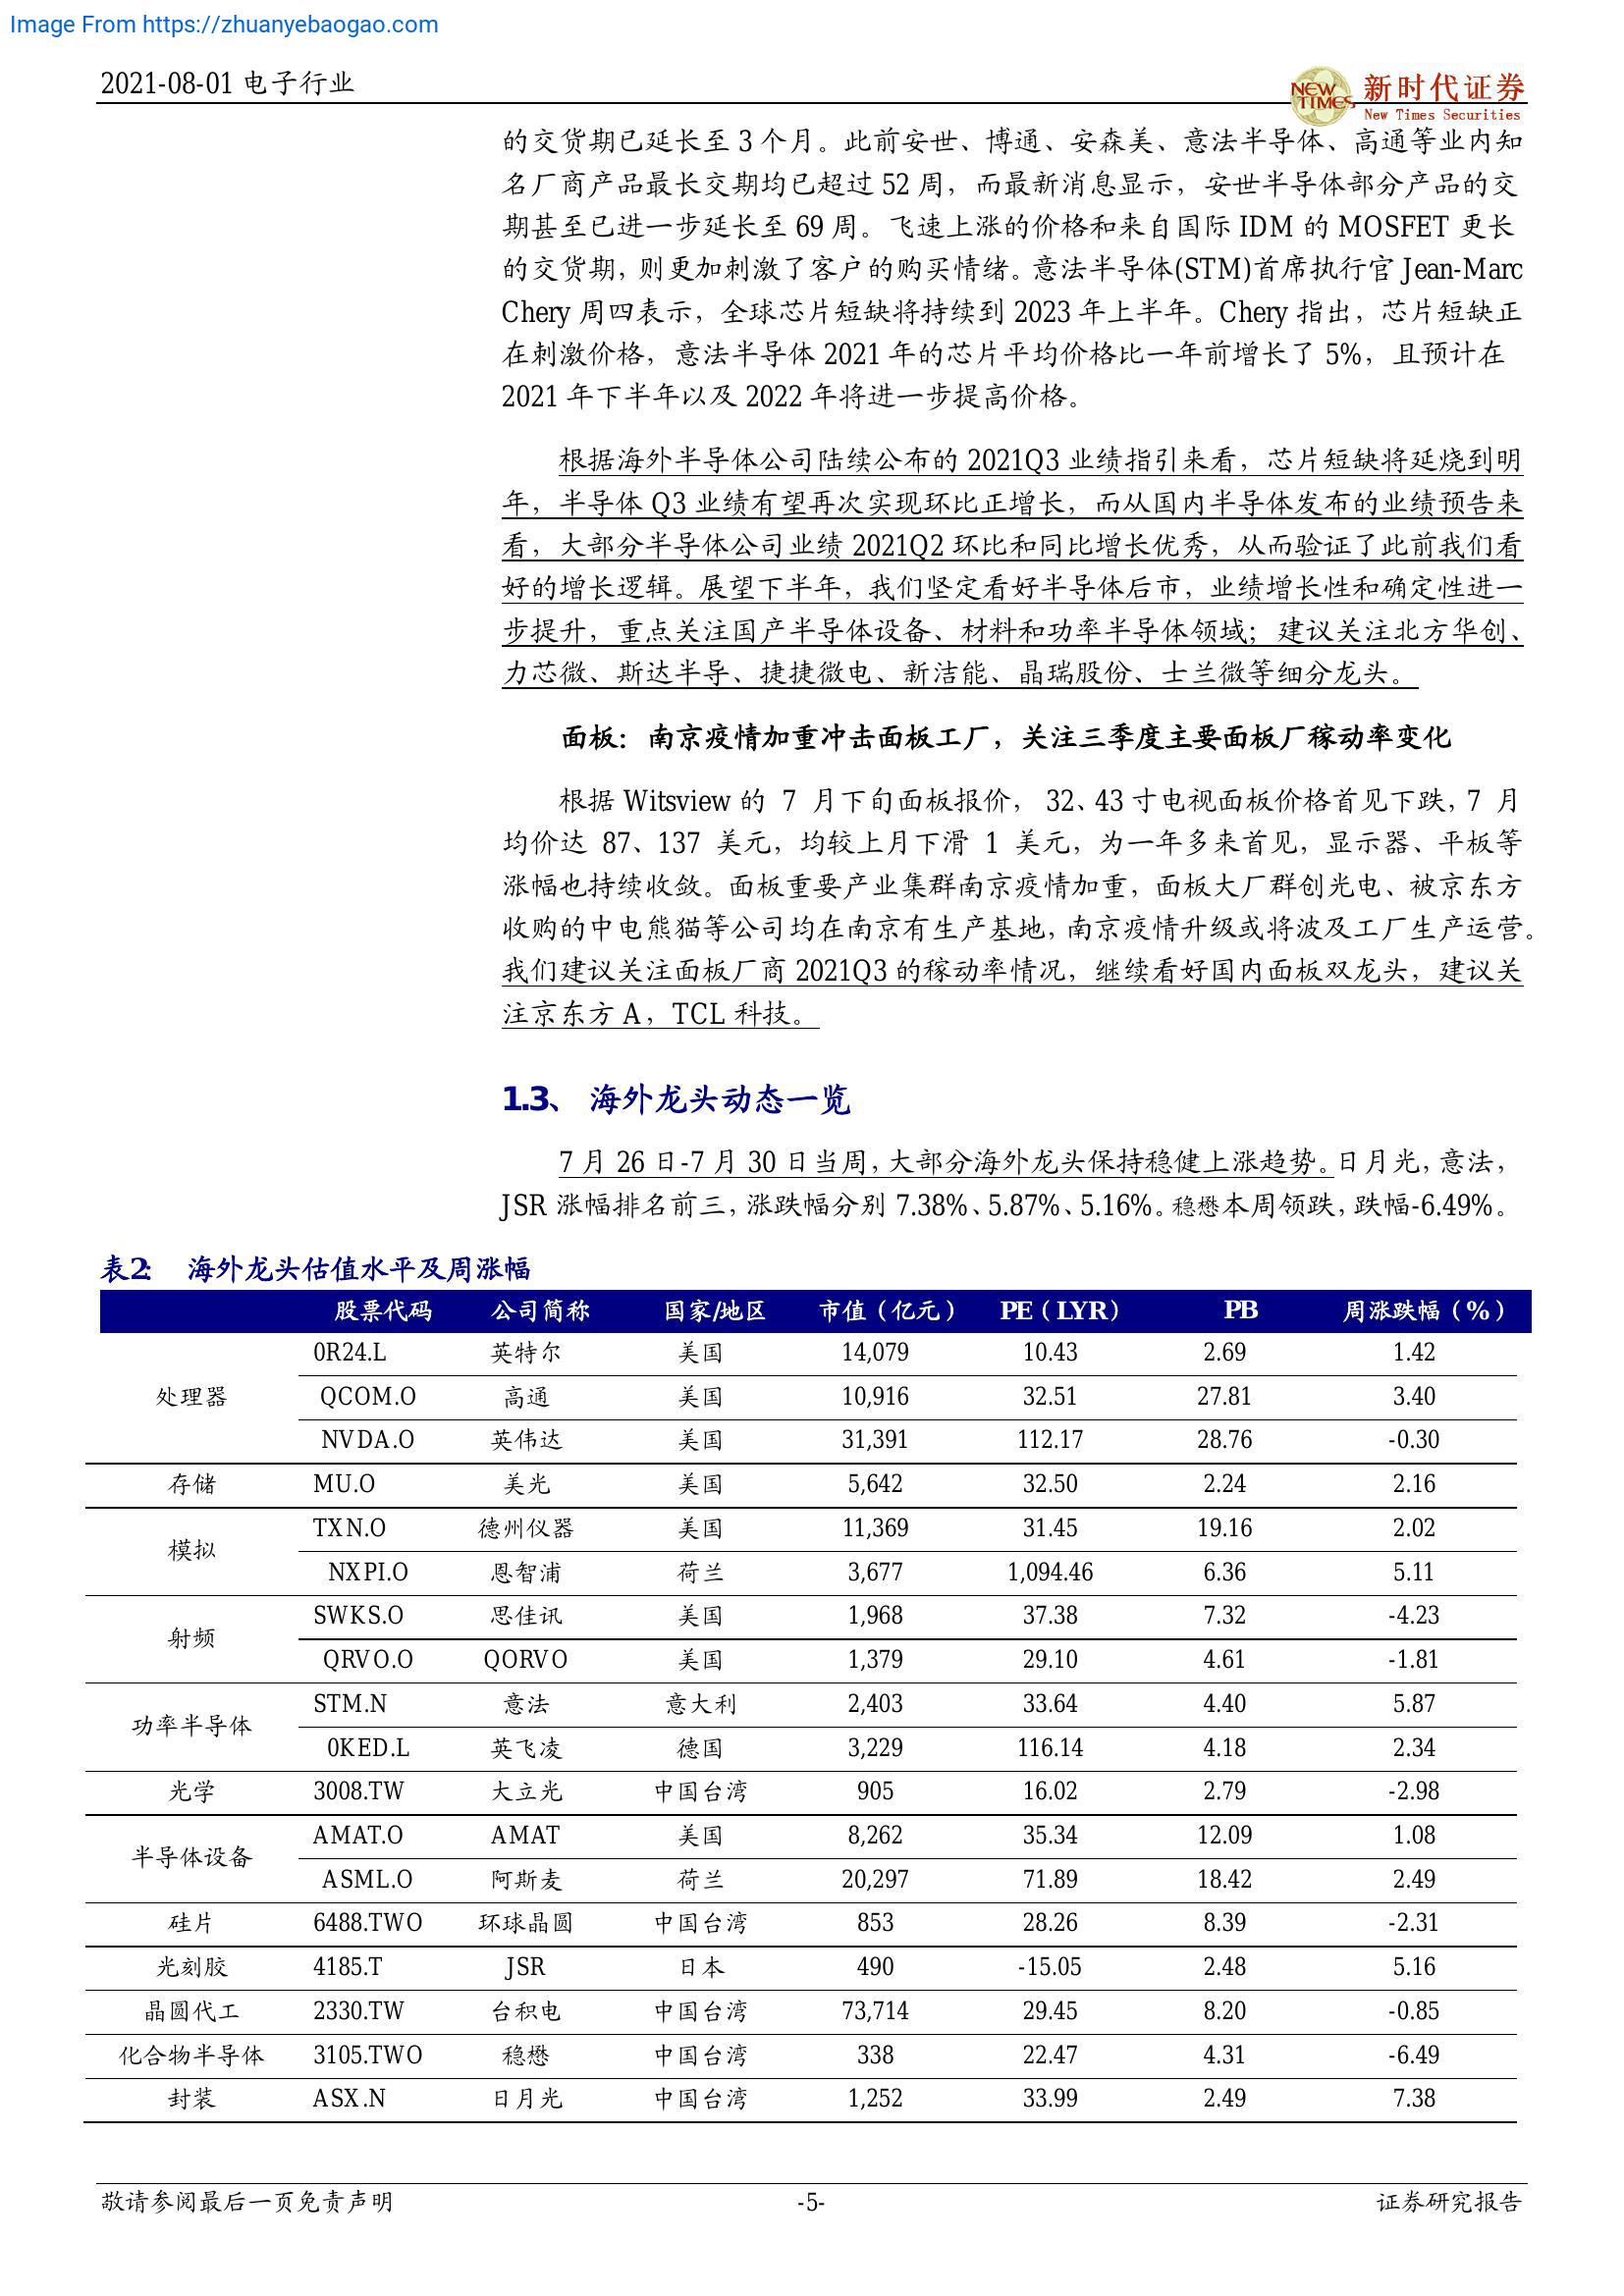 Image From https://zhuanyebaogao.com
2021-08-01 电子行业
NEW TIMES 新时代证券
New Times Securities
的交货期已延长至 3 个月。此前安世、博通、安森美、意法半导体、高通等业内知
名厂商产品最长交期均已超过 52 周，而最新消息显示，安世半导体部分产品的交
期甚至已进一步延长至 69 周。飞速上涨的价格和来自国际 IDM 的 MOSFET 更长
的交货期，则更加刺激了客户的购买情绪。意法半导体(STM)首席执行官 Jean-Marc
Chery 周四表示，全球芯片短缺将持续到 2023 年上半年。Chery 指出，芯片短缺正
在刺激价格，意法半导体 2021 年的芯片平均价格比一年前增长了 5%，且预计在
2021 年下半年以及 2022 年将进一步提高价格。
根据海外半导体公司陆续公布的 2021Q3 业绩指引来看，芯片短缺将延烧到明
年，半导体 Q3 业绩有望再次实现环比正增长，而从国内半导体发布的业绩预告来
看，大部分半导体公司业绩 2021Q2 环比和同比增长优秀，从而验证了此前我们看
好的增长逻辑。展望下半年，我们坚定看好半导体后市，业绩增长性和确定性进一
步提升，重点关注国产半导体设备、材料和功率半导体领域；建议关注北方华创、
力芯微、斯达半导、捷捷微电、新洁能、晶瑞股份、士兰微等细分龙头。
面板：南京疫情加重冲击面板工厂，关注三季度主要面板厂稼动率变化
根据 Witsview 的 7 月下旬面板报价， 32、43 寸电视面板价格首见下跌，7 月
均价达 87、137 美元，均较上月下滑 1 美元，为一年多来首见，显示器、平板等
涨幅也持续收敛。面板重要产业集群南京疫情加重，面板大厂群创光电、被京东方
收购的中电熊猫等公司均在南京有生产基地，南京疫情升级或将波及工厂生产运营。
我们建议关注面板厂商 2021Q3 的稼动率情况，继续看好国内面板双龙头，建议关
注京东方 A，TCL 科技。
1.3、 海外龙头动态一览
7 月 26 日-7 月 30 日当周，大部分海外龙头保持稳健上涨趋势。日月光，意法，
JSR 涨幅排名前三，涨跌幅分别 7.38%、5.87%、5.16%。稳懋本周领跌，跌幅-6.49%。
表2： 海外龙头估值水平及周涨幅
股票代码 公司简称 国家/地区 市值（亿元） PE（LYR） PB 周涨跌幅（%）
处理器 0R24.L 英特尔 美国 14,079 10.43 2.69 1.42
QCOM.O 高通 美国 10,916 32.51 27.81 3.40
NVDA.O 英伟达 美国 31,391 112.17 28.76 -0.30
存储 MU.O 美光 美国 5,642 32.50 2.24 2.16
模拟 TXN.O 德州仪器 美国 11,369 31.45 19.16 2.02
NXPI.O 恩智浦 荷兰 3,677 1,094.46 6.36 5.11
射频 SWKS.O 思佳讯 美国 1,968 37.38 7.32 -4.23
QRVO.O QORVO 美国 1,379 29.10 4.61 -1.81
功率半导体 STM.N 意法 意大利 2,403 33.64 4.40 5.87
0KED.L 英飞凌 德国 3,229 116.14 4.18 2.34
光学 3008.TW 大立光 中国台湾 905 16.02 2.79 -2.98
半导体设备 AMAT.O AMAT 美国 8,262 35.34 12.09 1.08
ASML.O 阿斯麦 荷兰 20,297 71.89 18.42 2.49
硅片 6488.TWO 环球晶圆 中国台湾 853 28.26 8.39 -2.31
光刻胶 4185.T JSR 日本 490 -15.05 2.48 5.16
晶圆代工 2330.TW 台积电 中国台湾 73,714 29.45 8.20 -0.85
化合物半导体 3105.TWO 稳懋 中国台湾 338 22.47 4.31 -6.49
封装 ASX.N 日月光 中国台湾 1,252 33.99 2.49 7.38
敬请参阅最后一页免责声明 -5- 证券研究报告